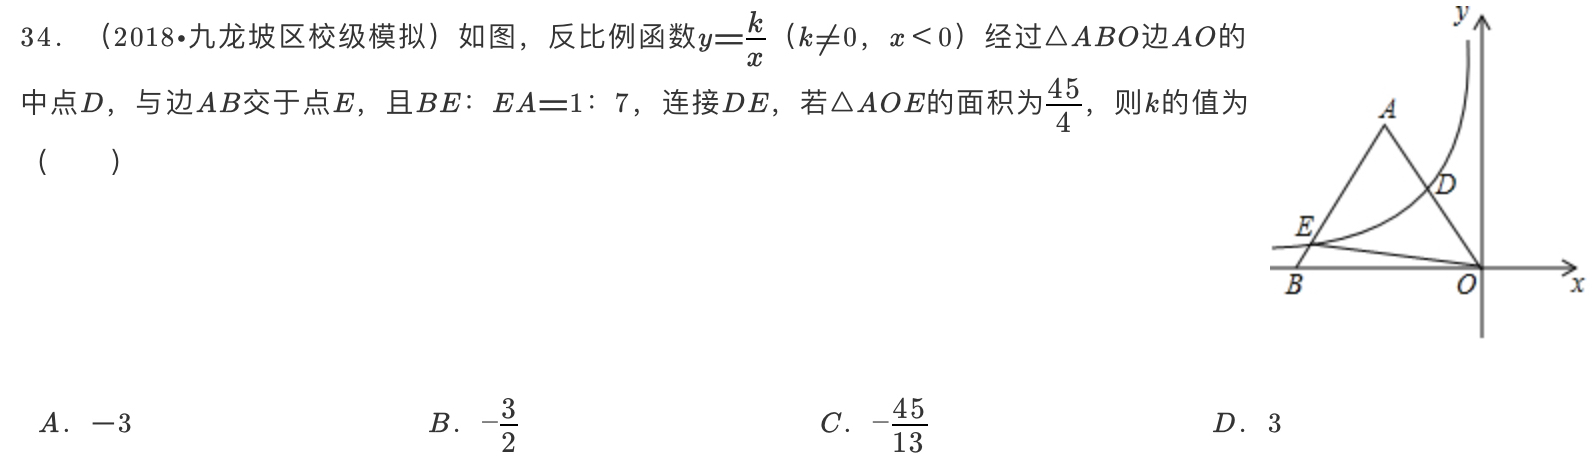 34. （2018•九龙坡区校级模拟）如图，反比例函数y=k/x（k≠0，x<0）经过△ABO边AO的
中点D，与边AB交于点E，且BE：EA=1：7，连接DE，若△AOE的面积为45/4，则k的值为
（  ）
y
A
D
E
B
O
x
A. −3
B. −3/2
C. −45/13
D. 3